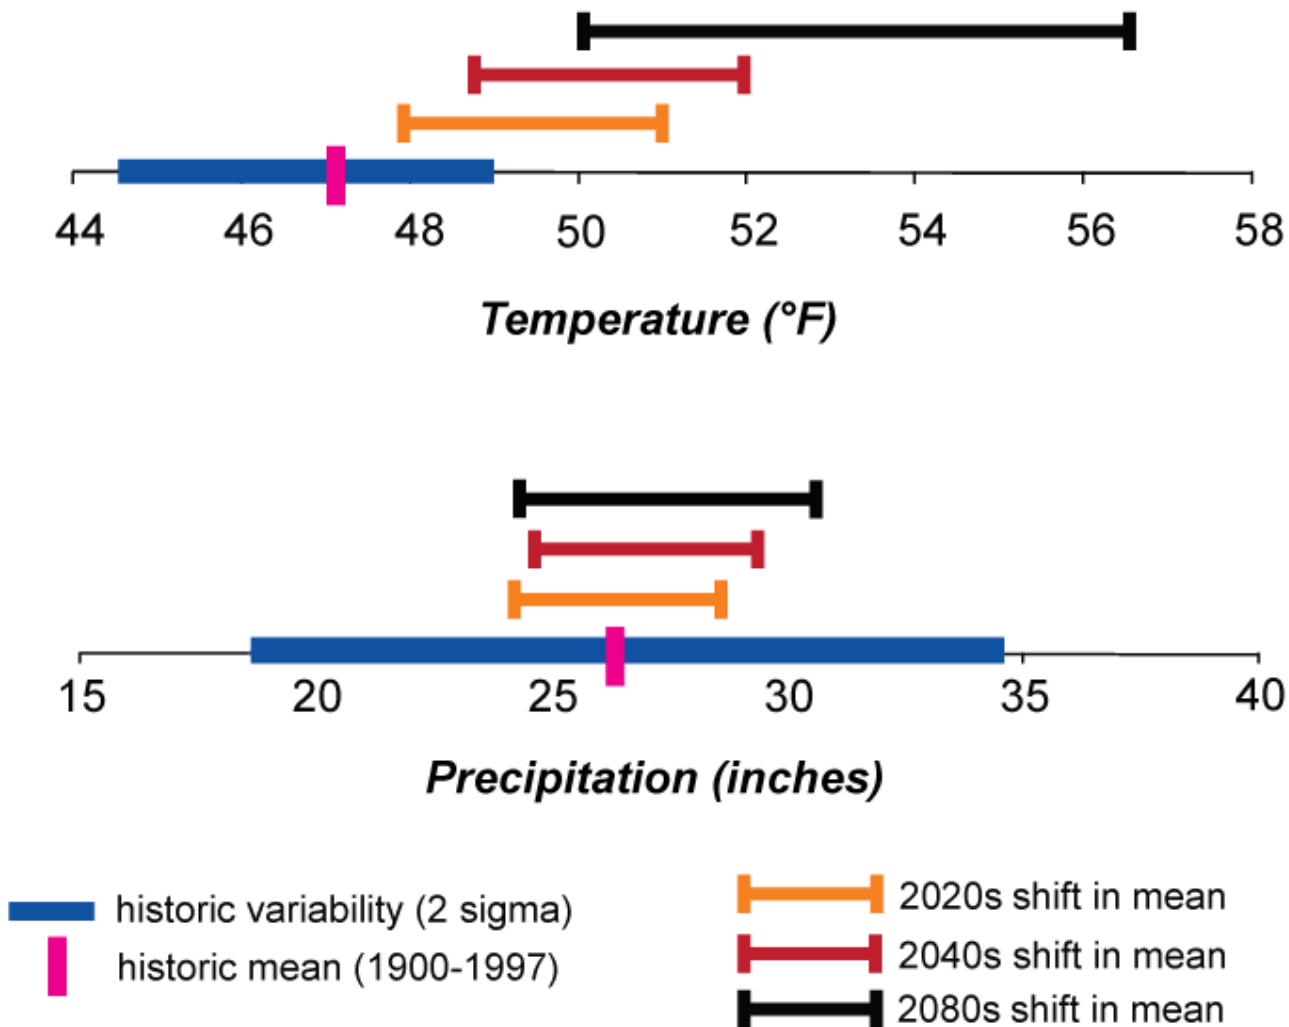 44 46 48 50 52 54 56 58
Temperature (°F)
15 20 25 30 35 40
Precipitation (inches)
historic variability (2 sigma)
historic mean (1900-1997)
2020s shift in mean
2040s shift in mean
2080s shift in mean